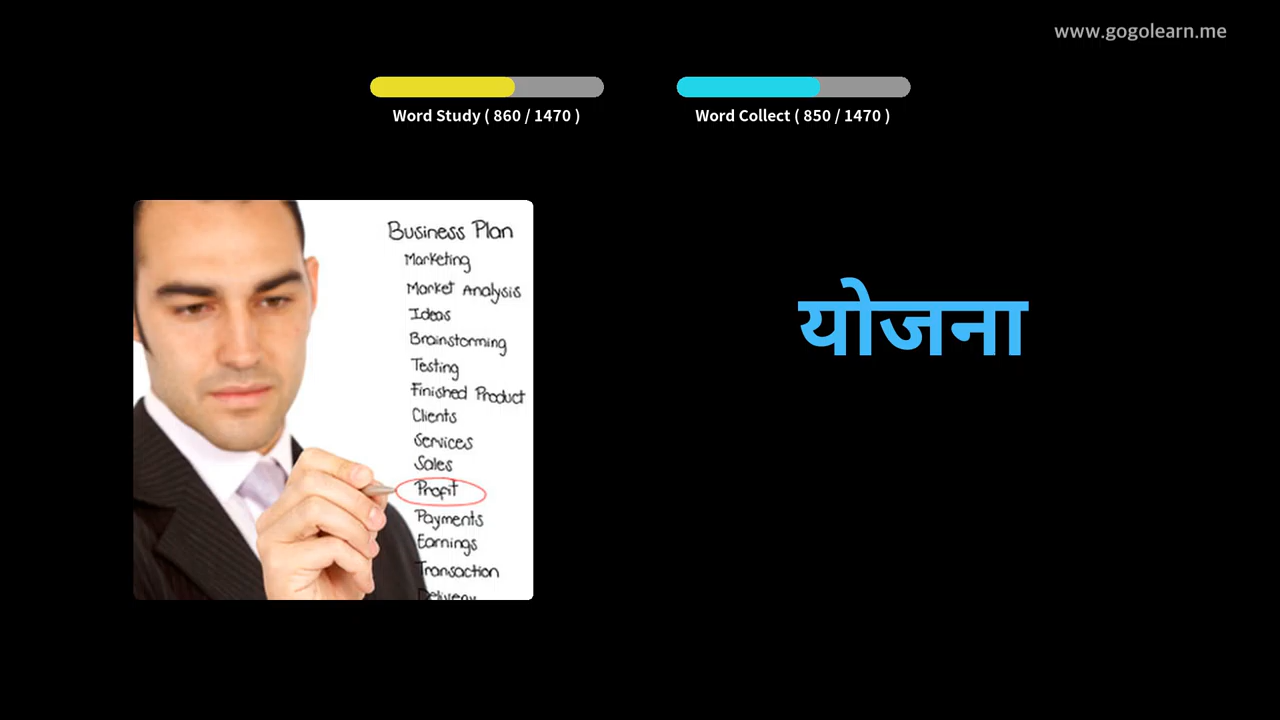 www.gogolearn.me
Word Study ( 860 / 1470 )
Word Collect ( 850 / 1470 )
Business Plan
Marketing
Market Analysis
Ideas
Brainstorming
Testing
Finished Product
Clients
Services
Sales
Profit
Payments
Earnings
Transaction
Delivery
योजना